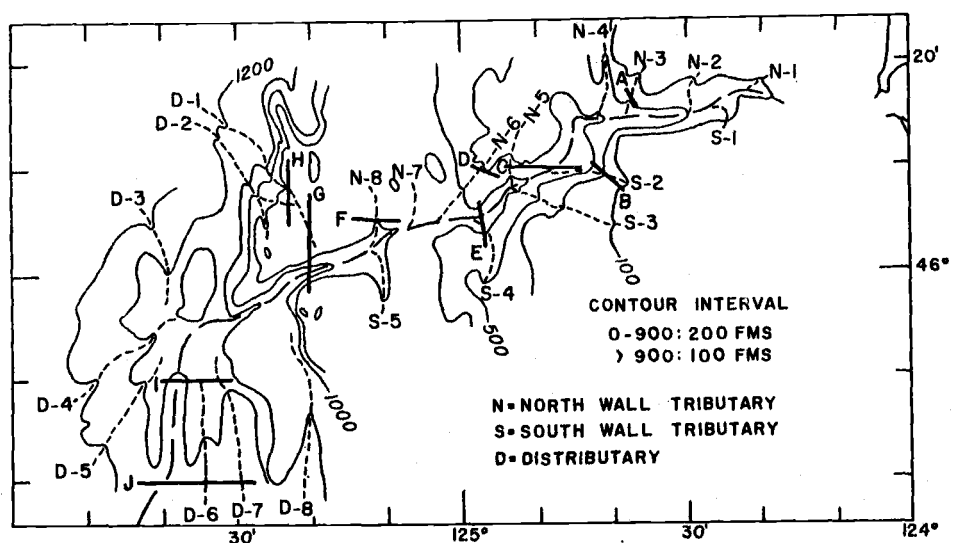 N-4
N-3
N-2
N-1
20'
1200
A
D-1
D-2
N-5
N-6
S-1
H
D
C
N-7
N-8
G
S-2
B
D-3
F
S-3
E
100
46°
S-4
CONTOUR INTERVAL
S-5
500
0-900: 200 FMS
> 900: 100 FMS
I
D-4
1000
N=NORTH WALL TRIBUTARY
S=SOUTH WALL TRIBUTARY
D=DISTRIBUTARY
D-5
J
D-6
D-7
D-8
30'
125°
30'
124°